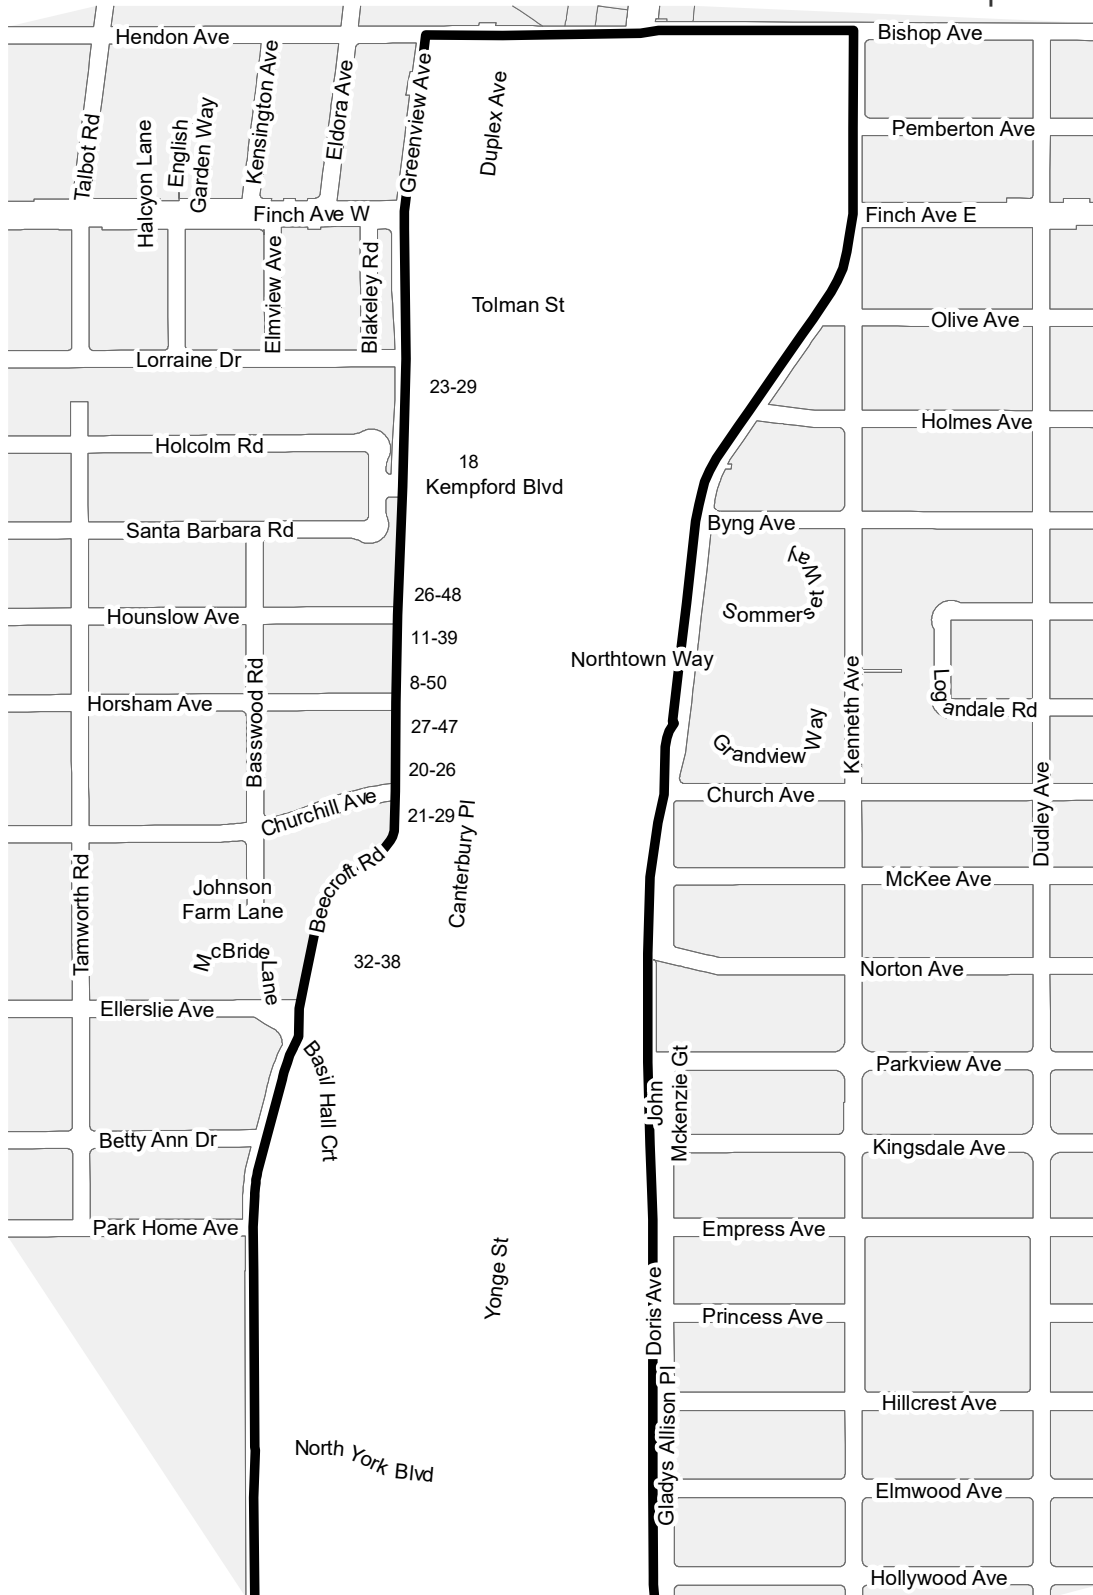 Hendon Ave
Bishop Ave
Talbot Rd
Halcyon Lane
English
Garden Way
Kensington Ave
Eldora Ave
Greenview Ave
Duplex Ave
Pemberton Ave
Finch Ave W
Finch Ave E
Elmview Ave
Blakeley Rd
Tolman St
Olive Ave
Lorraine Dr
23-29
Holmes Ave
Holcolm Rd
18
Kempford Blvd
Santa Barbara Rd
Byng Ave
Sommerset Way
26-48
Hounslow Ave
11-39
Northtown Way
Basswood Rd
8-50
Kenneth Ave
Logandale Rd
Horsham Ave
27-47
Grandview Way
20-26
Churchill Ave
21-29
Canterbury Pl
Church Ave
Dudley Ave
Tamworth Rd
Beecroft Rd
Johnson
Farm Lane
McKee Ave
McBride Lane
32-38
Norton Ave
Ellerslie Ave
Basil Hall Crt
John
Mckenzie Gt
Parkview Ave
Betty Ann Dr
Kingsdale Ave
Park Home Ave
Empress Ave
Yonge St
Doris Ave
Princess Ave
Gladys Allison Pl
Hillcrest Ave
North York Blvd
Elmwood Ave
Hollywood Ave